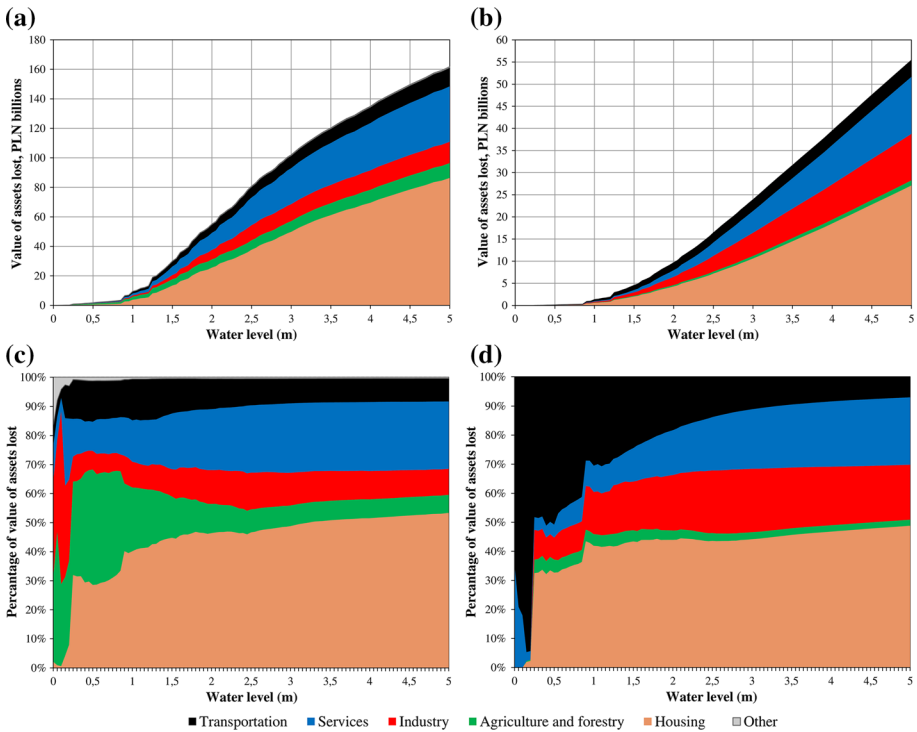 (a)
Value of assets lost, PLN billions
180
160
140
120
100
80
60
40
20
0
0 0,5 1 1,5 2 2,5 3 3,5 4 4,5 5
Water level (m)
(b)
Value of assets lost, PLN billions
60
55
50
45
40
35
30
25
20
15
10
5
0
0 0,5 1 1,5 2 2,5 3 3,5 4 4,5 5
Water level (m)
(c)
Percantage of value of assets lost
100%
90%
80%
70%
60%
50%
40%
30%
20%
10%
0%
0 0,5 1 1,5 2 2,5 3 3,5 4 4,5 5
Water level (m)
(d)
Percentage of value of assets lost
100%
90%
80%
70%
60%
50%
40%
30%
20%
10%
0%
0 0,5 1 1,5 2 2,5 3 3,5 4 4,5 5
Water level (m)
Transportation Services Industry Agriculture and forestry Housing Other